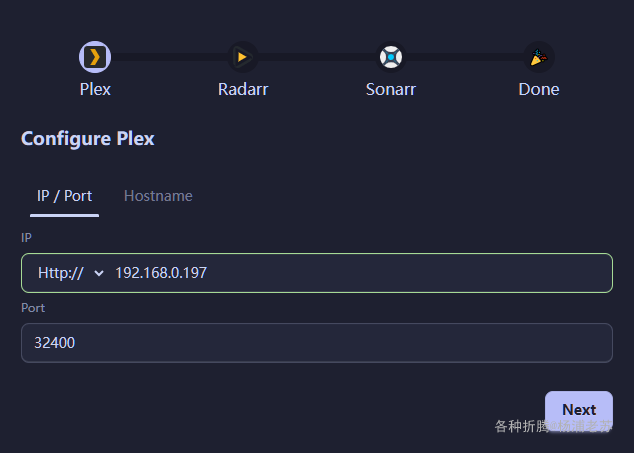 Plex Radarr Sonarr Done
Configure Plex
IP / Port Hostname
IP
Http:// 192.168.0.197
Port
32400
Next
各种折腾